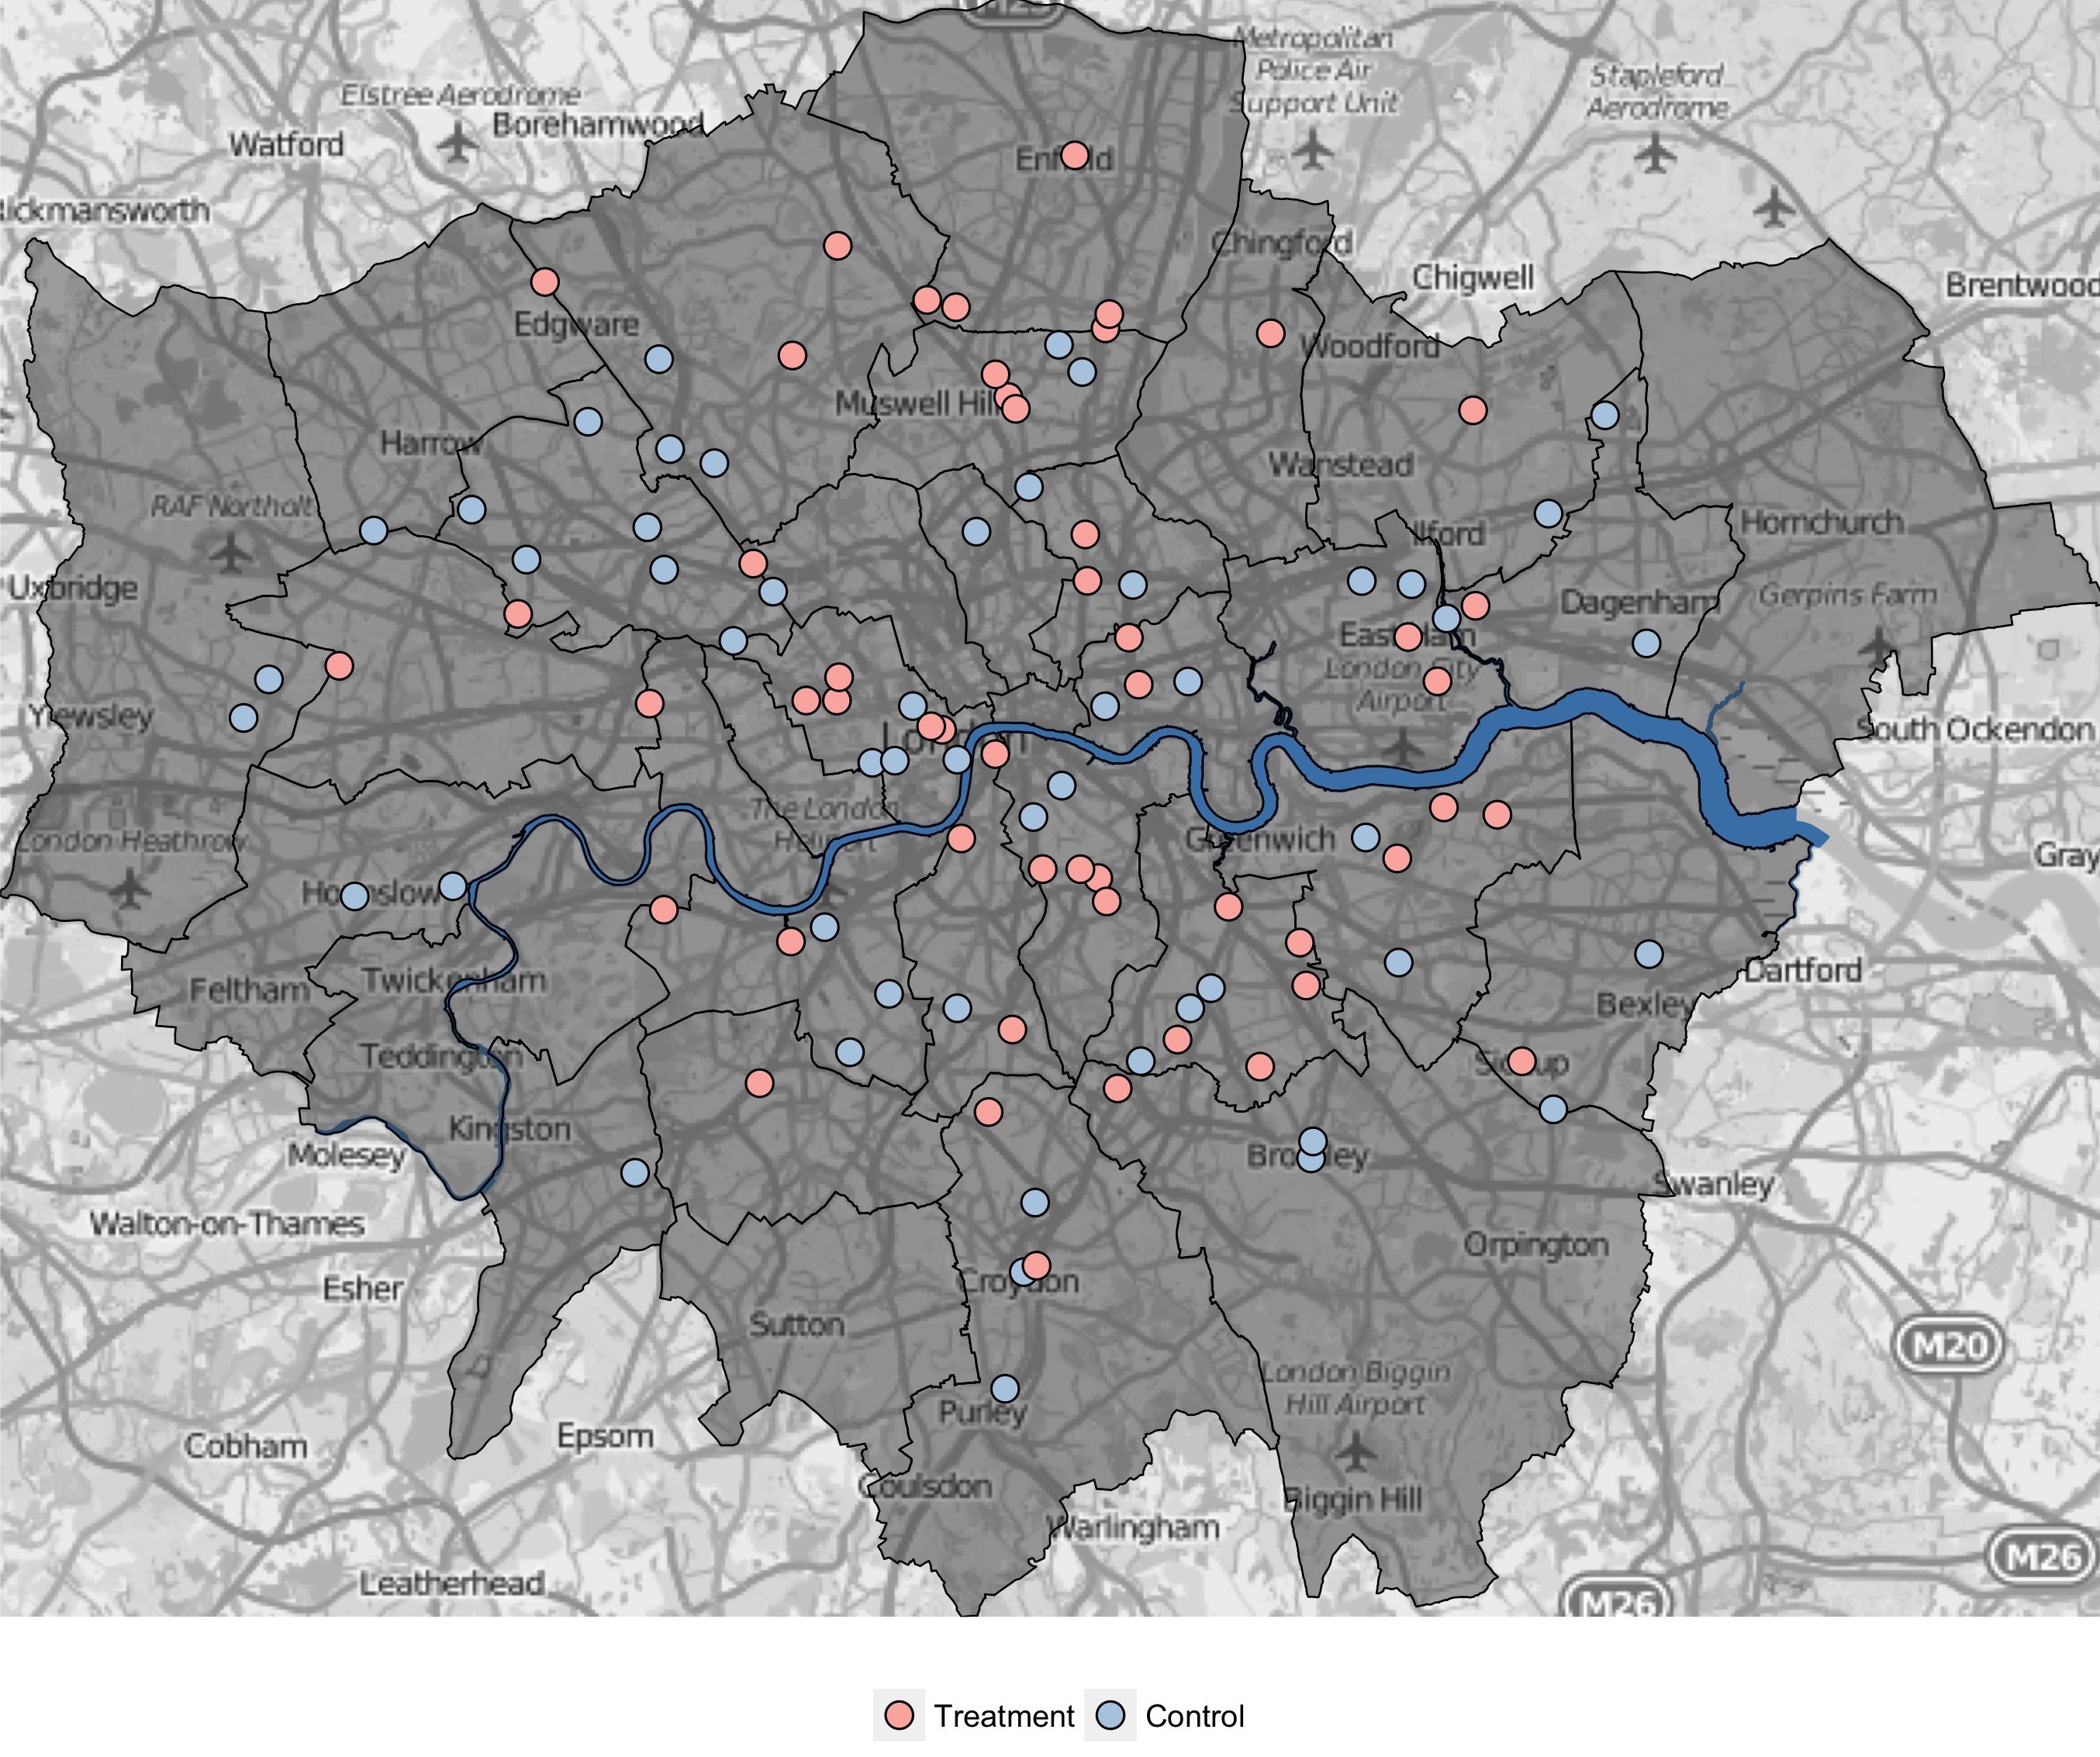 Metropolitan
Police Air
Support Unit
Stapleford
Aerodrome
Elstree Aerodrome
Borehamwood
Watford
Enfield
Chingford
Chigwell
Brentwood
Edgware
Woodford
Muswell Hill
Harrow
Wanstead
RAF Northolt
Ilford
Hornchurch
Uxbridge
Dagenham
Gerpins Farm
East Ham
London City
Airport
Yiewsley
London
South Ockendon
The London
Heliport
London Heathrow
Greenwich
Gray
Hounslow
Feltham
Twickenham
Dartford
Bexley
Teddington
Sidcup
Kingston
Molesey
Bromley
Swanley
Walton-on-Thames
Orpington
Esher
Croydon
Sutton
M20
London Biggin
Hill Airport
Purley
Cobham
Epsom
Coulsdon
Biggin Hill
Warlingham
M26
Leatherhead
M26
Treatment
Control